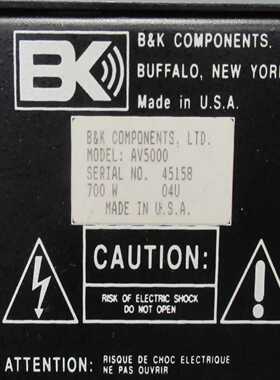 BK
B&K COMPONENTS.
BUFFALO, NEW YORK
Made in U.S.A.
B&K COMPONENTS, LTD.
MODEL: AV5000
SERIAL NO. 45158
700 W 04U
MADE IN U.S.A.
CAUTION:
RISK OF ELECTRIC SHOCK
DO NOT OPEN
ATTENTION: RISQUE DE CHOC ELECTRIQUE
NE PAS OUVRIR